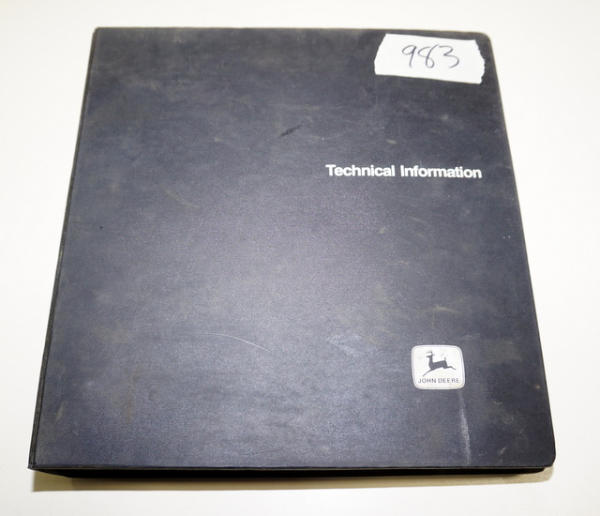 983
Technical Information
JOHN DEERE